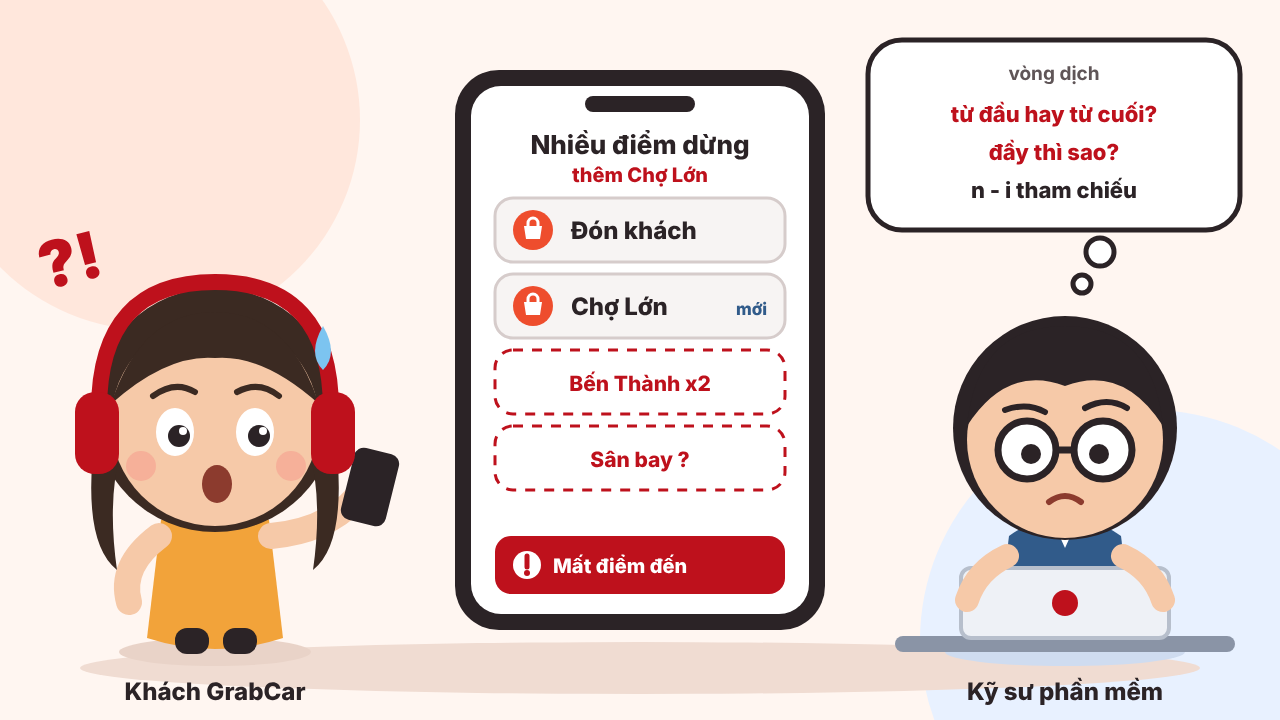 ?!
Nhiều điểm dừng
thêm Chợ Lớn
Đón khách
Chợ Lớn
mới
Bến Thành x2
Sân bay ?
Mất điểm đến
vòng dịch
từ đầu hay từ cuối?
đầy thì sao?
n - i tham chiếu
Khách GrabCar
Kỹ sư phần mềm